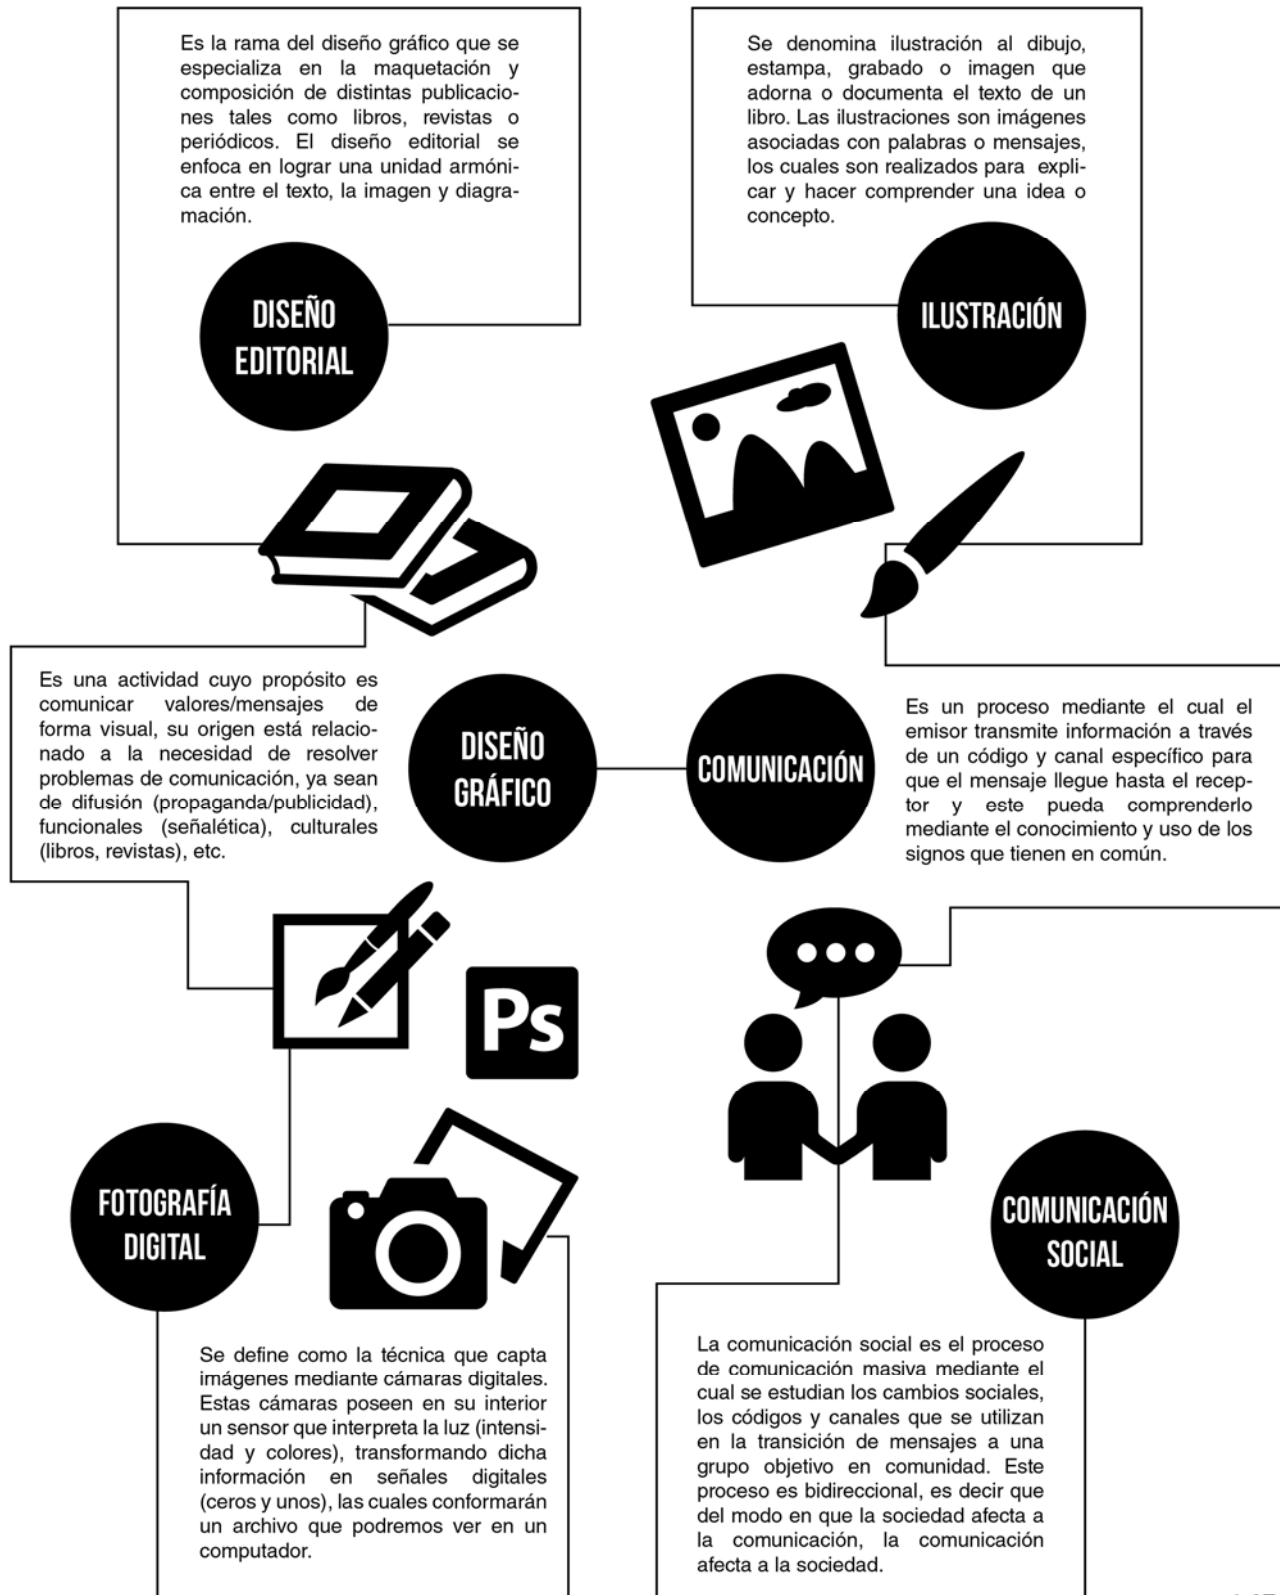 Es la rama del diseño gráfico que se
especializa en la maquetación y
composición de distintas publicacio-
nes tales como libros, revistas o
periódicos. El diseño editorial se
enfoca en lograr una unidad armóni-
ca entre el texto, la imagen y diagra-
mación.
DISEÑO
EDITORIAL
Se denomina ilustración al dibujo,
estampa, grabado o imagen que
adorna o documenta el texto de un
libro. Las ilustraciones son imágenes
asociadas con palabras o mensajes,
los cuales son realizados para expli-
car y hacer comprender una idea o
concepto.
ILUSTRACIÓN
Es una actividad cuyo propósito es
comunicar valores/mensajes de
forma visual, su origen está relacio-
nado a la necesidad de resolver
problemas de comunicación, ya sean
de difusión (propaganda/publicidad),
funcionales (señalética), culturales
(libros, revistas), etc.
DISEÑO
GRÁFICO
COMUNICACIÓN
Es un proceso mediante el cual el
emisor transmite información a través
de un código y canal específico para
que el mensaje llegue hasta el recep-
tor y este pueda comprenderlo
mediante el conocimiento y uso de los
signos que tienen en común.
Ps
FOTOGRAFÍA
DIGITAL
Se define como la técnica que capta
imágenes mediante cámaras digitales.
Estas cámaras poseen en su interior
un sensor que interpreta la luz (intensi-
dad y colores), transformando dicha
información en señales digitales
(ceros y unos), las cuales conformarán
un archivo que podremos ver en un
computador.
COMUNICACIÓN
SOCIAL
La comunicación social es el proceso
de comunicación masiva mediante el
cual se estudian los cambios sociales,
los códigos y canales que se utilizan
en la transición de mensajes a una
grupo objetivo en comunidad. Este
proceso es bidireccional, es decir que
del modo en que la sociedad afecta a
la comunicación, la comunicación
afecta a la sociedad.